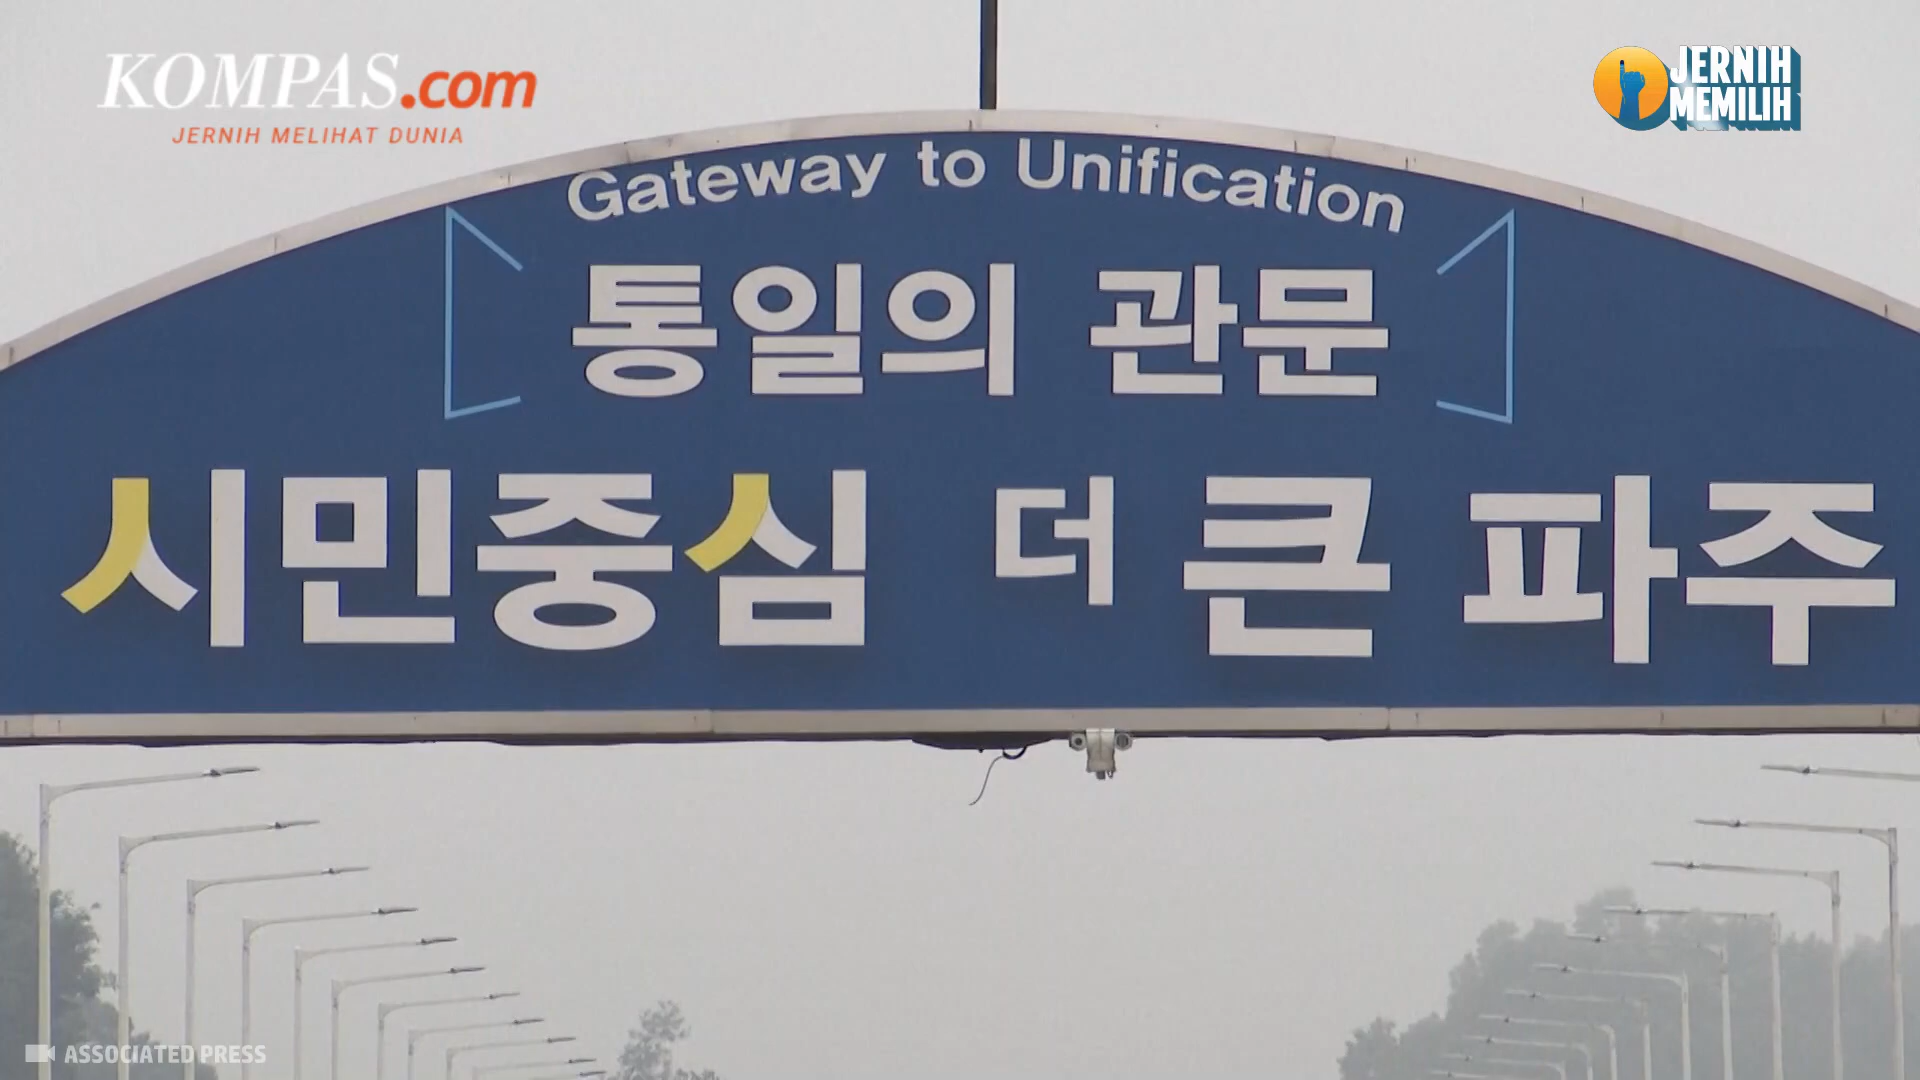 KOMPAS.com
JERNIH MELIHAT DUNIA
JERNIH
MEMILIH
Gateway to Unification
통일의 관문
시민중심 더 큰 파주
ASSOCIATED PRESS